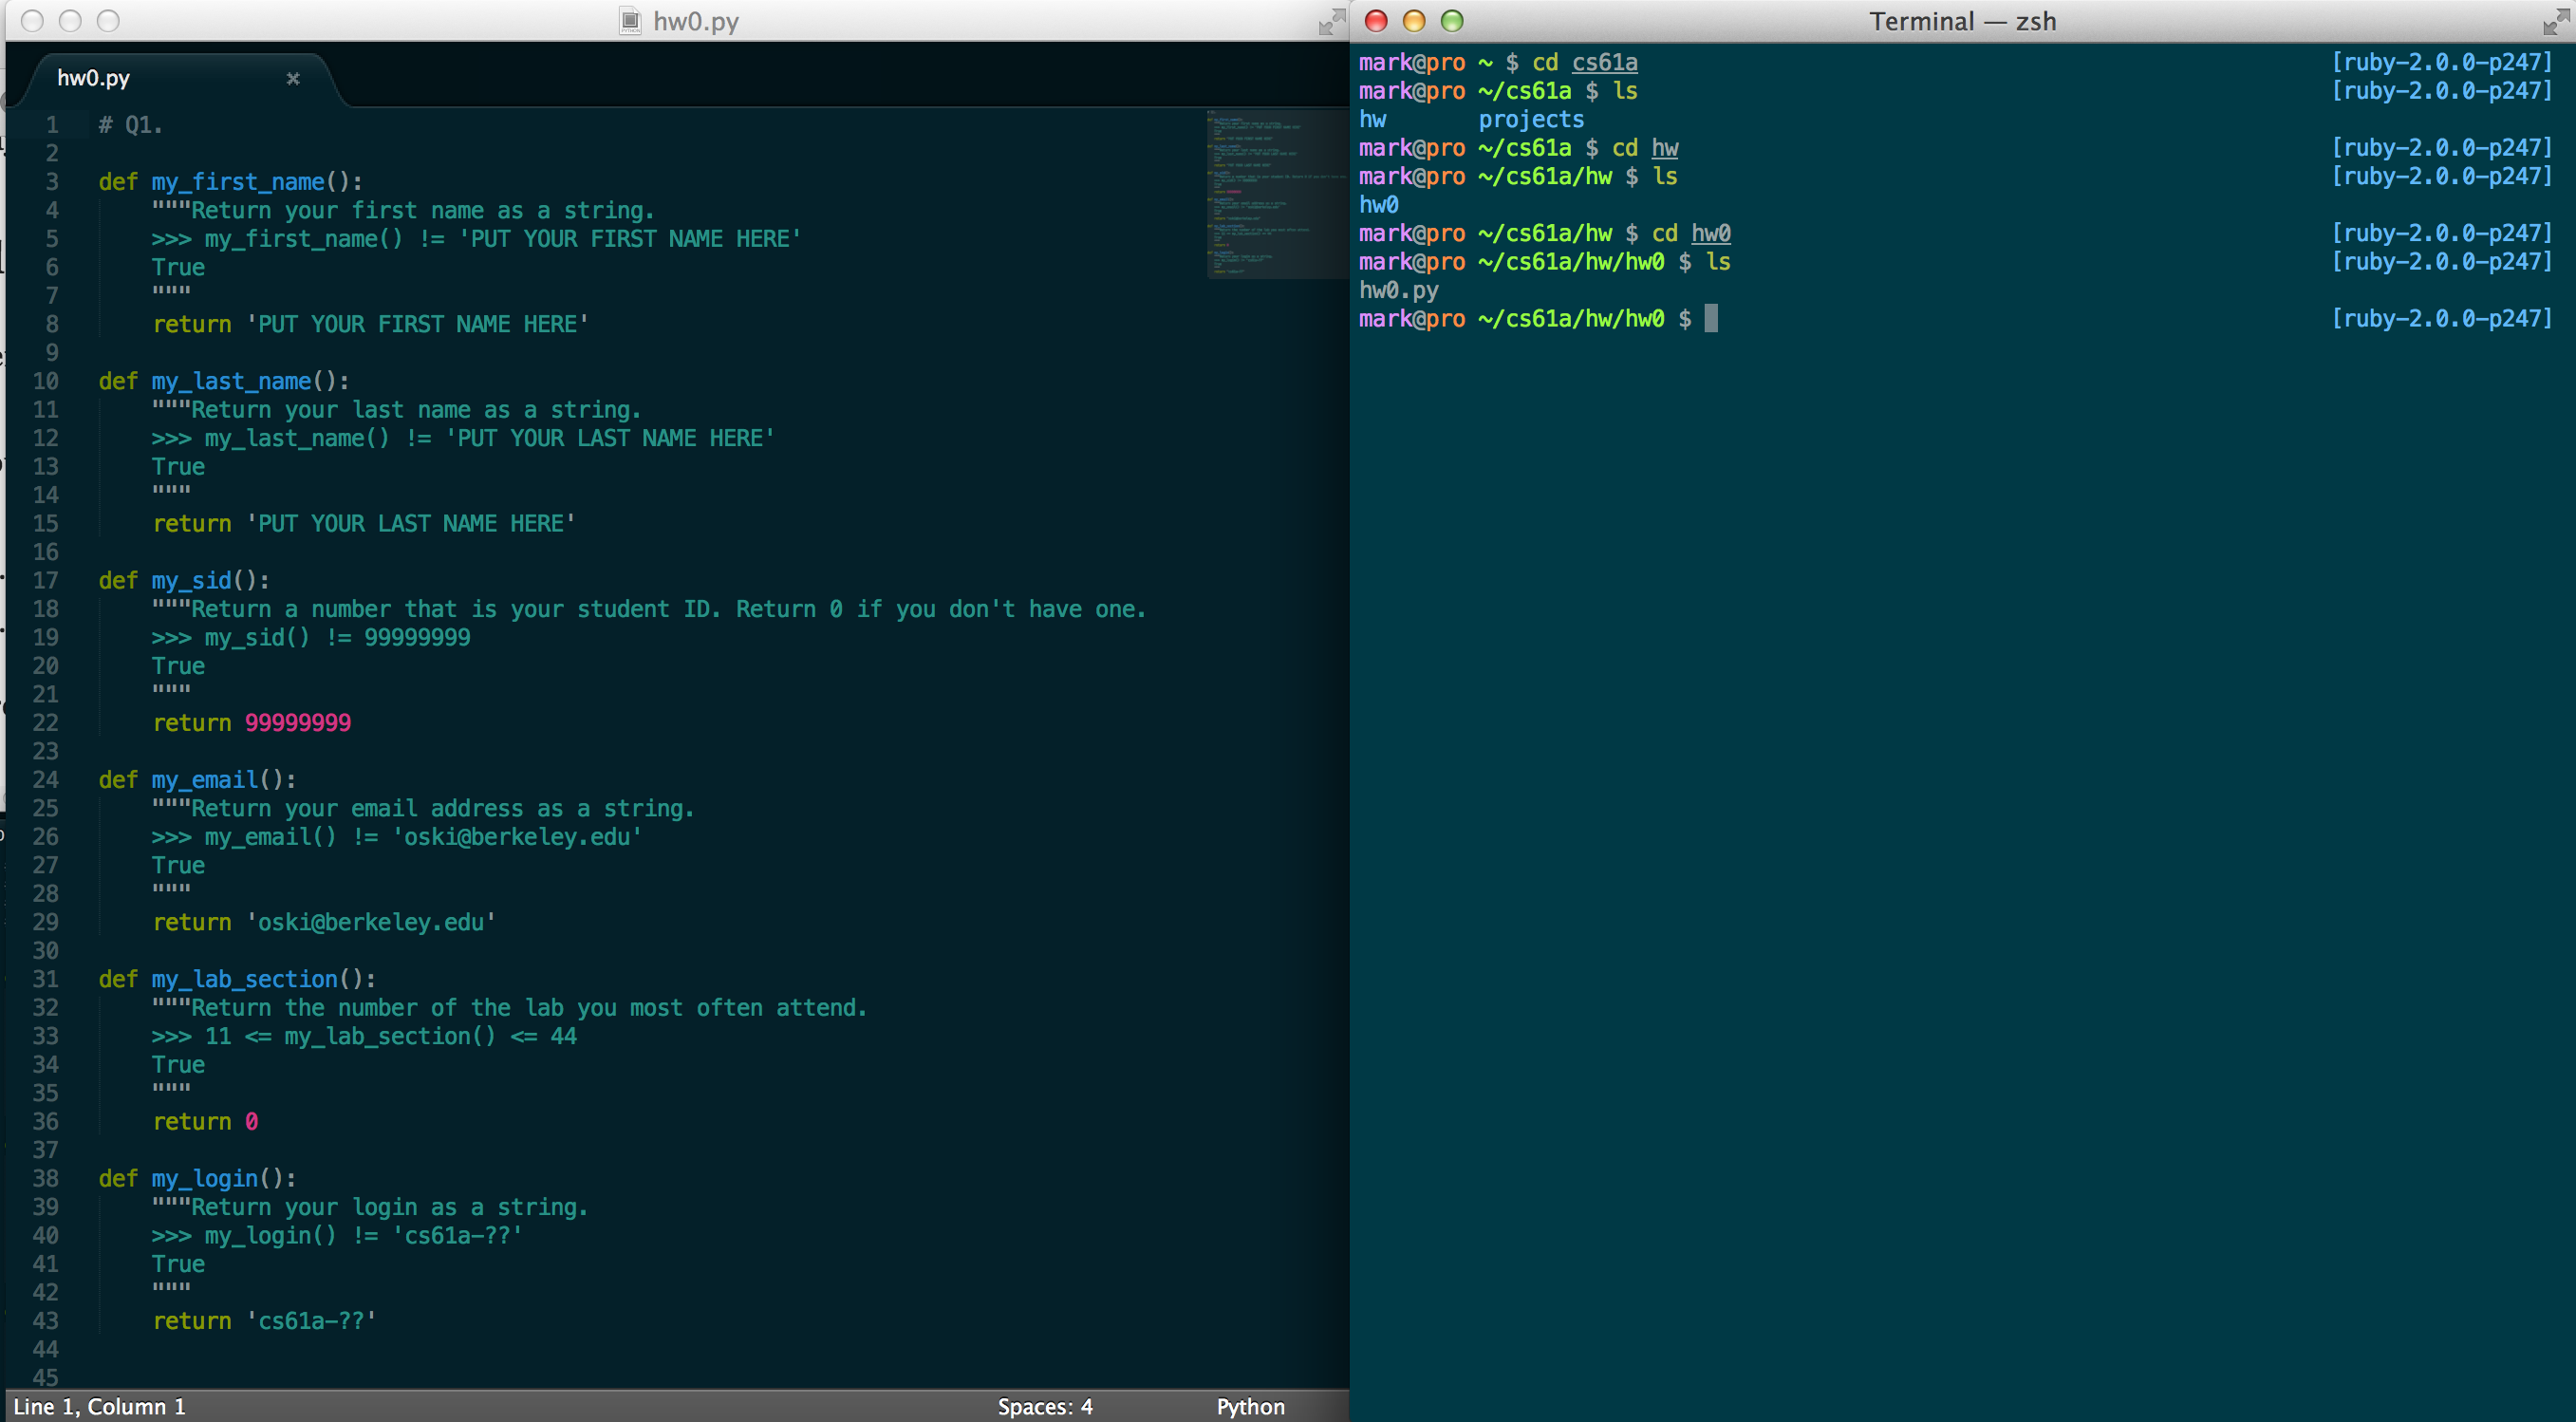 hw0.py
hw0.py
1 # Q1.
2
3 def my_first_name():
4     """Return your first name as a string.
5     >>> my_first_name() != 'PUT YOUR FIRST NAME HERE'
6     True
7     """
8     return 'PUT YOUR FIRST NAME HERE'
9
10 def my_last_name():
11     """Return your last name as a string.
12     >>> my_last_name() != 'PUT YOUR LAST NAME HERE'
13     True
14     """
15     return 'PUT YOUR LAST NAME HERE'
16
17 def my_sid():
18     """Return a number that is your student ID. Return 0 if you don't have one.
19     >>> my_sid() != 99999999
20     True
21     """
22     return 99999999
23
24 def my_email():
25     """Return your email address as a string.
26     >>> my_email() != 'oski@berkeley.edu'
27     True
28     """
29     return 'oski@berkeley.edu'
30
31 def my_lab_section():
32     """Return the number of the lab you most often attend.
33     >>> 11 <= my_lab_section() <= 44
34     True
35     """
36     return 0
37
38 def my_login():
39     """Return your login as a string.
40     >>> my_login() != 'cs61a-??'
41     True
42     """
43     return 'cs61a-??'
44
45
Line 1, Column 1 Spaces: 4 Python
Terminal — zsh
mark@pro ~ $ cd cs61a [ruby-2.0.0-p247]
mark@pro ~/cs61a $ ls [ruby-2.0.0-p247]
hw projects
mark@pro ~/cs61a $ cd hw [ruby-2.0.0-p247]
mark@pro ~/cs61a/hw $ ls [ruby-2.0.0-p247]
hw0
mark@pro ~/cs61a/hw $ cd hw0 [ruby-2.0.0-p247]
mark@pro ~/cs61a/hw/hw0 $ ls [ruby-2.0.0-p247]
hw0.py
mark@pro ~/cs61a/hw/hw0 $ [ruby-2.0.0-p247]